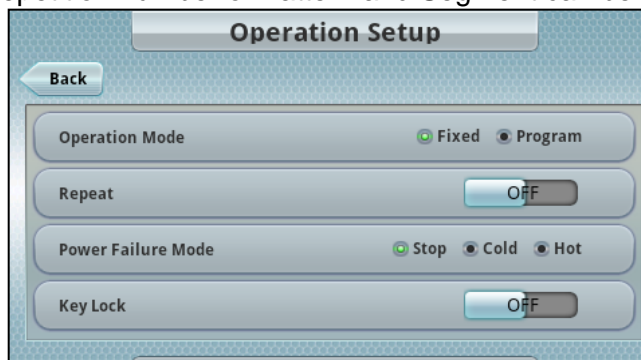 Operation Setup
Back
Operation Mode Fixed Program
Repeat OFF
Power Failure Mode Stop Cold Hot
Key Lock OFF